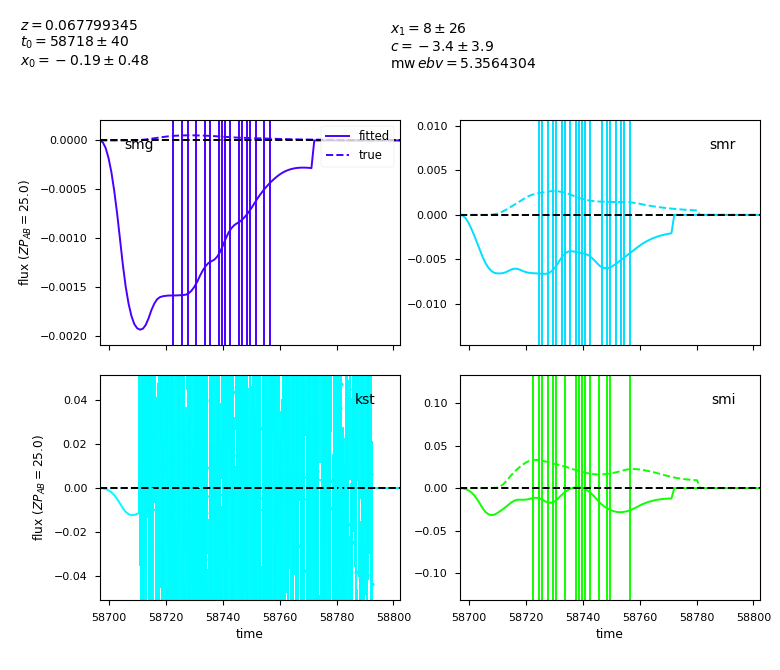 z = 0.067799345
t0 = 58718 ± 40
x0 = −0.19 ± 0.48
x1 = 8 ± 26
c = −3.4 ± 3.9
mw ebv = 5.3564304
0.0000
−0.0005
−0.0010
−0.0015
−0.0020
flux (ZP_AB = 25.0)
smg
fitted
true
0.010
0.005
0.000
−0.005
−0.010
smr
0.04
0.02
0.00
−0.02
−0.04
flux (ZP_AB = 25.0)
kst
58700 58720 58740 58760 58780 58800
time
0.10
0.05
0.00
−0.05
−0.10
smi
58700 58720 58740 58760 58780 58800
time